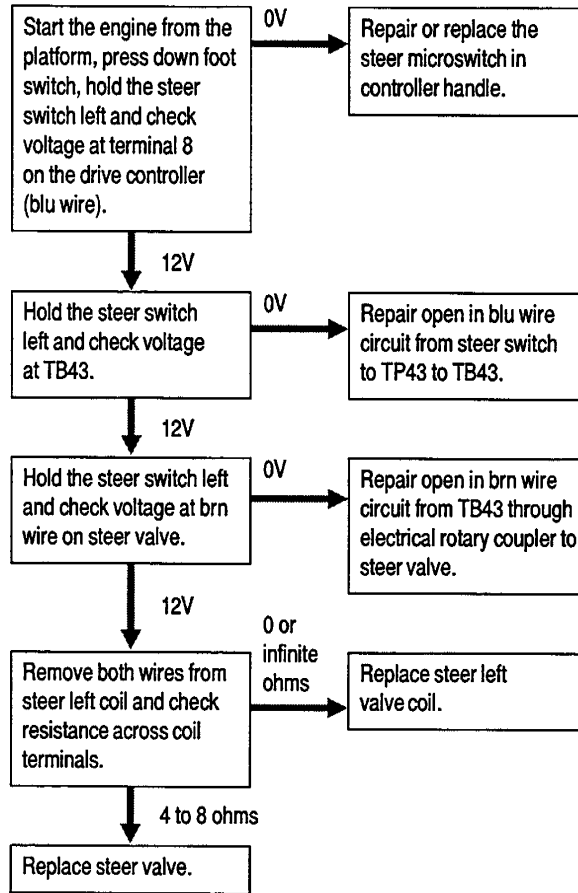 Start the engine from the
platform, press down foot
switch, hold the steer
switch left and check
voltage at terminal 8
on the drive controller
(blu wire).
0V
Repair or replace the
steer microswitch in
controller handle.
12V
Hold the steer switch
left and check voltage
at TB43.
0V
Repair open in blu wire
circuit from steer switch
to TP43 to TB43.
12V
Hold the steer switch left
and check voltage at brn
wire on steer valve.
0V
Repair open in brn wire
circuit from TB43 through
electrical rotary coupler to
steer valve.
12V
Remove both wires from
steer left coil and check
resistance across coil
terminals.
0 or
infinite
ohms
Replace steer left
valve coil.
4 to 8 ohms
Replace steer valve.